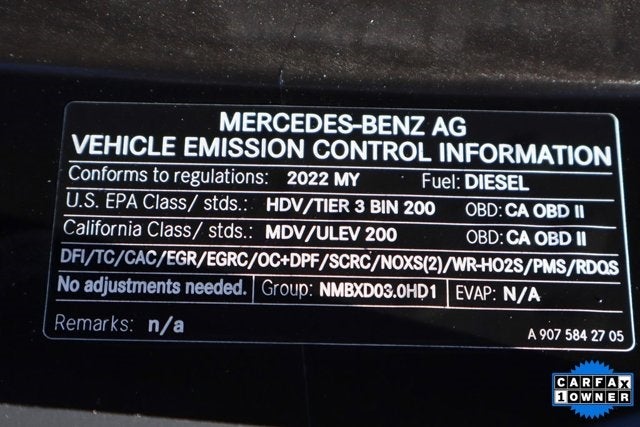 MERCEDES-BENZ AG
VEHICLE EMISSION CONTROL INFORMATION
Conforms to regulations: 2022 MY Fuel: DIESEL
U.S. EPA Class/ stds.: HDV/TIER 3 BIN 200 OBD: CA OBD II
California Class/ stds.: MDV/ULEV 200 OBD: CA OBD II
DFI/TC/CAC/EGR/EGRC/OC+DPF/SCRC/NOXS(2)/WR-HO2S/PMS/RDQS
No adjustments needed. Group: NMBXD03.0HD1 EVAP: N/A
Remarks: n/a A 907 584 27 05
CARFAX
1 OWNER